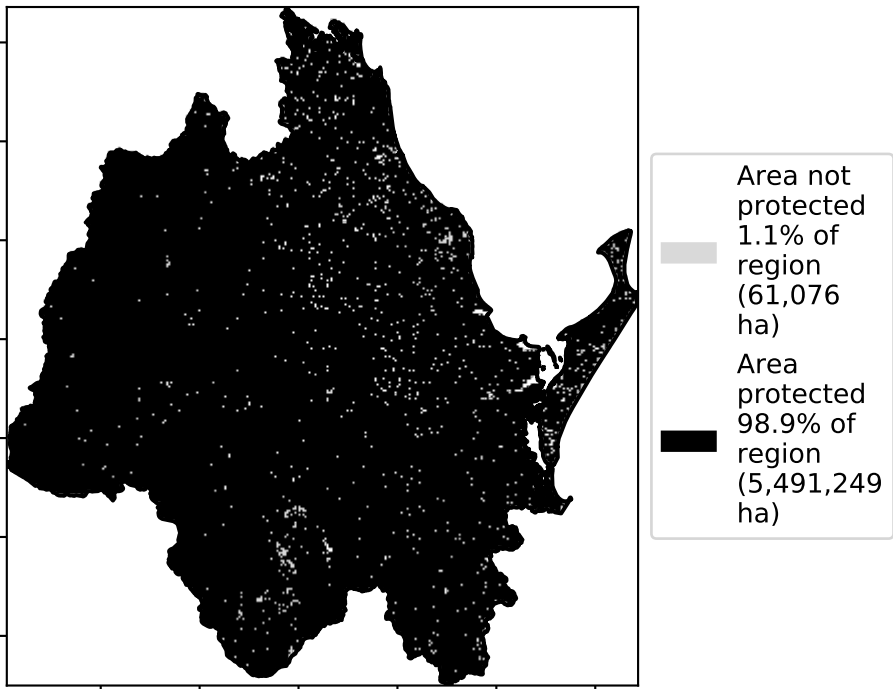 Area not
protected
1.1% of
region
(61,076
ha)
Area
protected
98.9% of
region
(5,491,249
ha)